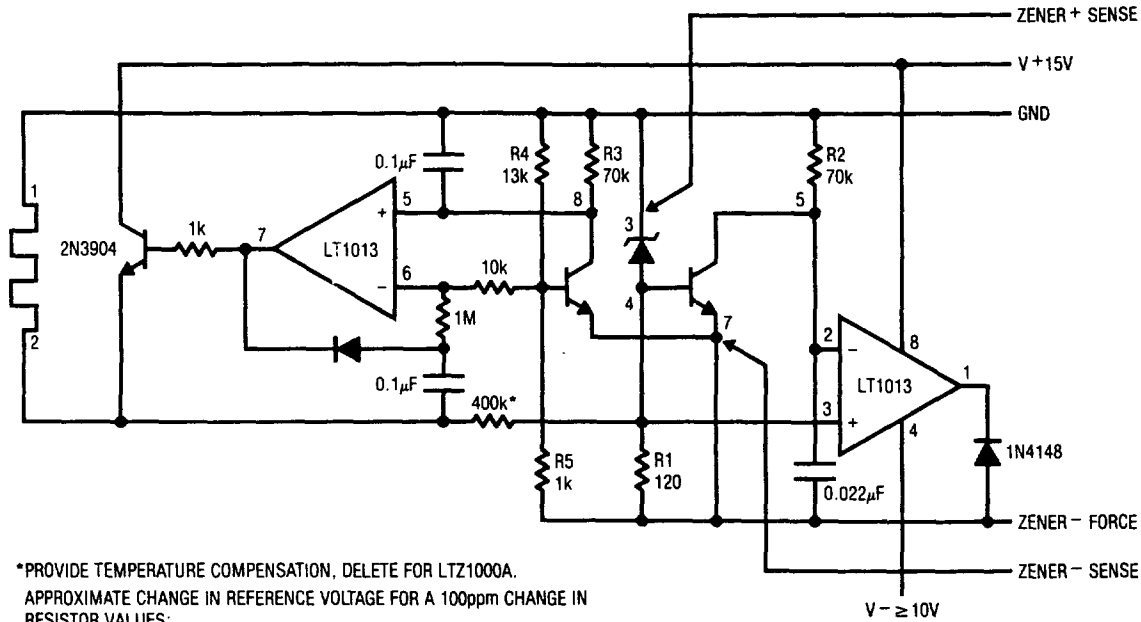 ZENER + SENSE
V+15V
GND
0.1µF
R4
13k
R3
70k
R2
70k
1
2N3904
1k
7
5
+
LT1013
6
−
8
10k
1M
3
4
5
7
2
0.1µF
400k*
2
−
8
LT1013
1
3
+
4
R5
1k
R1
120
0.022µF
1N4148
ZENER − FORCE
ZENER − SENSE
V− ≥ 10V
*PROVIDE TEMPERATURE COMPENSATION, DELETE FOR LTZ1000A.
APPROXIMATE CHANGE IN REFERENCE VOLTAGE FOR A 100ppm CHANGE IN
RESISTOR VALUES: